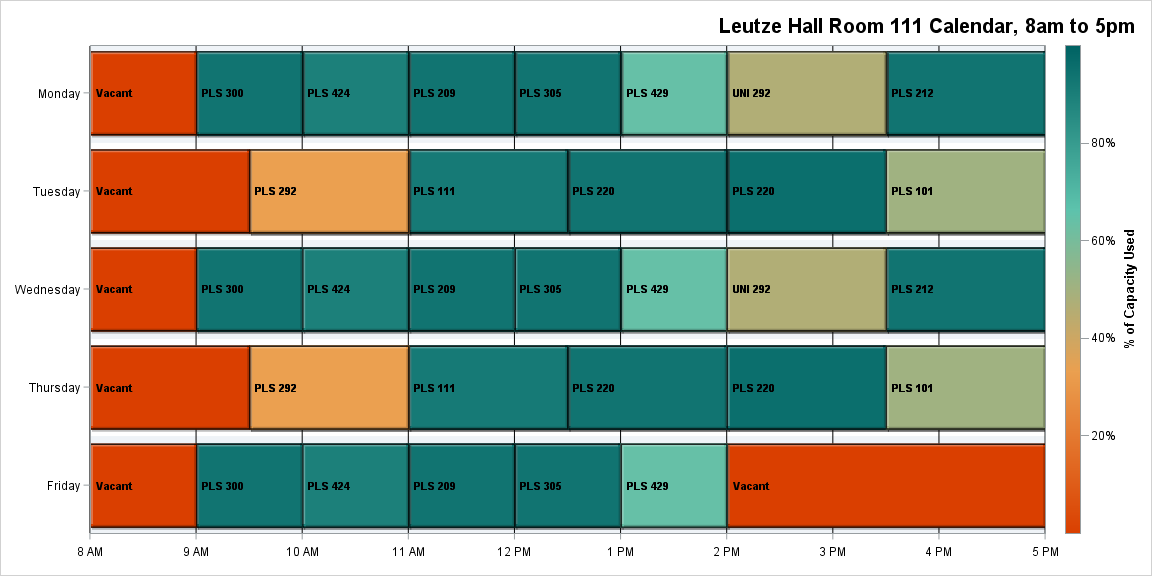 Leutze Hall Room 111 Calendar, 8am to 5pm
Monday
Vacant
PLS 300
PLS 424
PLS 209
PLS 305
PLS 429
UNI 292
PLS 212
Tuesday
Vacant
PLS 292
PLS 111
PLS 220
PLS 220
PLS 101
Wednesday
Vacant
PLS 300
PLS 424
PLS 209
PLS 305
PLS 429
UNI 292
PLS 212
Thursday
Vacant
PLS 292
PLS 111
PLS 220
PLS 220
PLS 101
Friday
Vacant
PLS 300
PLS 424
PLS 209
PLS 305
PLS 429
Vacant
8 AM
9 AM
10 AM
11 AM
12 PM
1 PM
2 PM
3 PM
4 PM
5 PM
80%
60%
40%
20%
% of Capacity Used